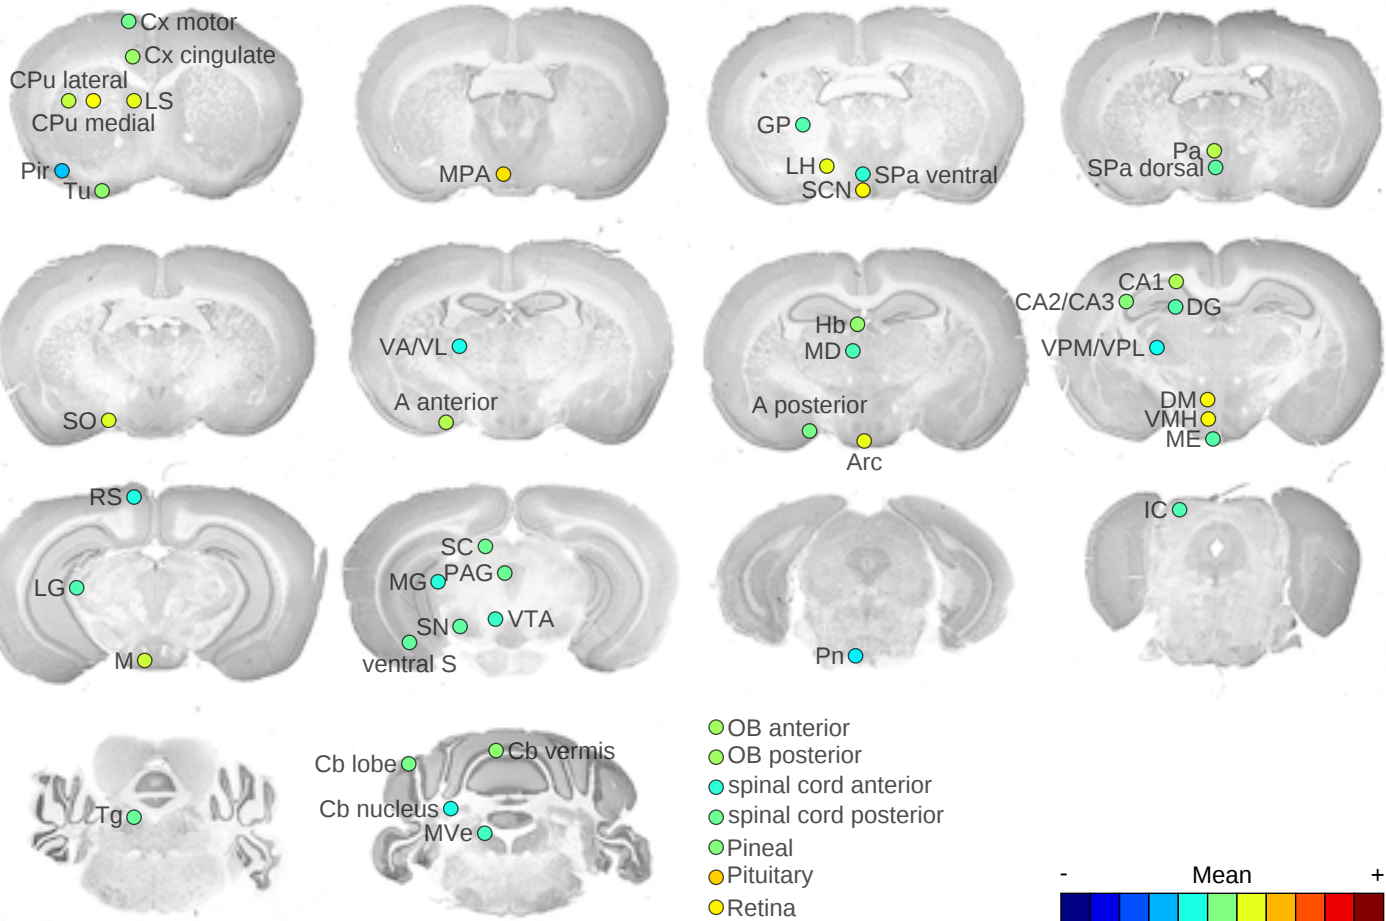 Cx motor
Cx cingulate
CPu lateral
LS
CPu medial
Pir
Tu
MPA
GP
LH
SPa ventral
SCN
Pa
SPa dorsal
SO
VA/VL
A anterior
Hb
MD
A posterior
Arc
CA1
CA2/CA3
DG
VPM/VPL
DM
VMH
ME
RS
LG
M
SC
PAG
MG
VTA
SN
ventral S
Pn
IC
Tg
Cb vermis
Cb lobe
Cb nucleus
MVe
OB anterior
OB posterior
spinal cord anterior
spinal cord posterior
Pineal
Pituitary
Retina
- Mean +